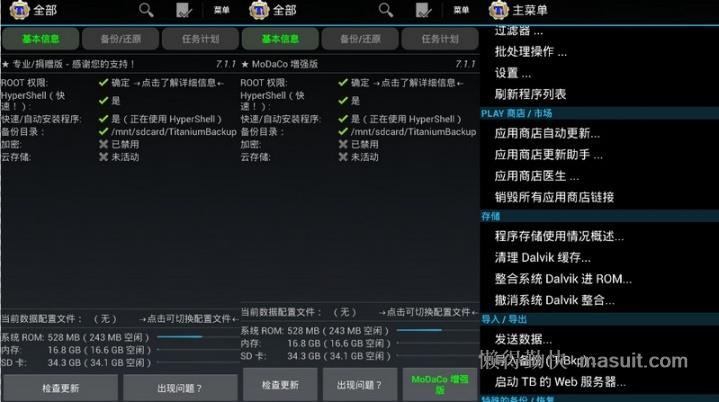 全部
菜单
基本信息
备份/还原
任务计划
★ 专业/捐赠版 - 感谢您的支持！ 7.1.1
ROOT 权限: 确定 →点击了解详细信息←
HyperShell（快
速！）: 是
快速/自动安装程序: 是（正在使用 HyperShell）
备份目录: /mnt/sdcard/TitaniumBackup
加密: 已禁用
云存储: 未活动
当前数据配置文件：（无） →点击可切换配置文件←
系统 ROM: 528 MB ( 243 MB 空闲 )
内存: 16.8 GB ( 16.6 GB 空闲 )
SD 卡: 34.3 GB ( 34.1 GB 空闲 )
检查更新
出现问题？
全部
菜单
基本信息
备份/还原
任务计划
★ MoDaCo 增强版 7.1.1
ROOT 权限: 确定 →点击了解详细信息←
HyperShell（快
速！）: 是
快速/自动安装程序: 是（正在使用 HyperShell）
备份目录: /mnt/sdcard/TitaniumBackup
加密: 已禁用
云存储: 未活动
当前数据配置文件：（无） →点击可切换配置文件←
系统 ROM: 528 MB ( 243 MB 空闲 )
内存: 16.8 GB ( 16.6 GB 空闲 )
SD 卡: 34.3 GB ( 34.1 GB 空闲 )
检查更新
出现问题？
MoDaCo 增强
版
主菜单
过滤器 ...
批处理操作 ...
设置 ...
刷新程序列表
PLAY 商店 / 市场
应用商店自动更新...
应用商店更新助手 ...
应用商店医生 ...
销毁所有应用商店链接
存储
程序存储使用情况概述...
清理 Dalvik 缓存...
整合系统 Dalvik 进 ROM...
撤消系统 Dalvik 整合...
导入 / 导出
发送数据...
导入备份 (TiBkp)
启动 TB 的 Web 服务器...
特殊的备份 / 恢复
懒得勤快-masuit.com